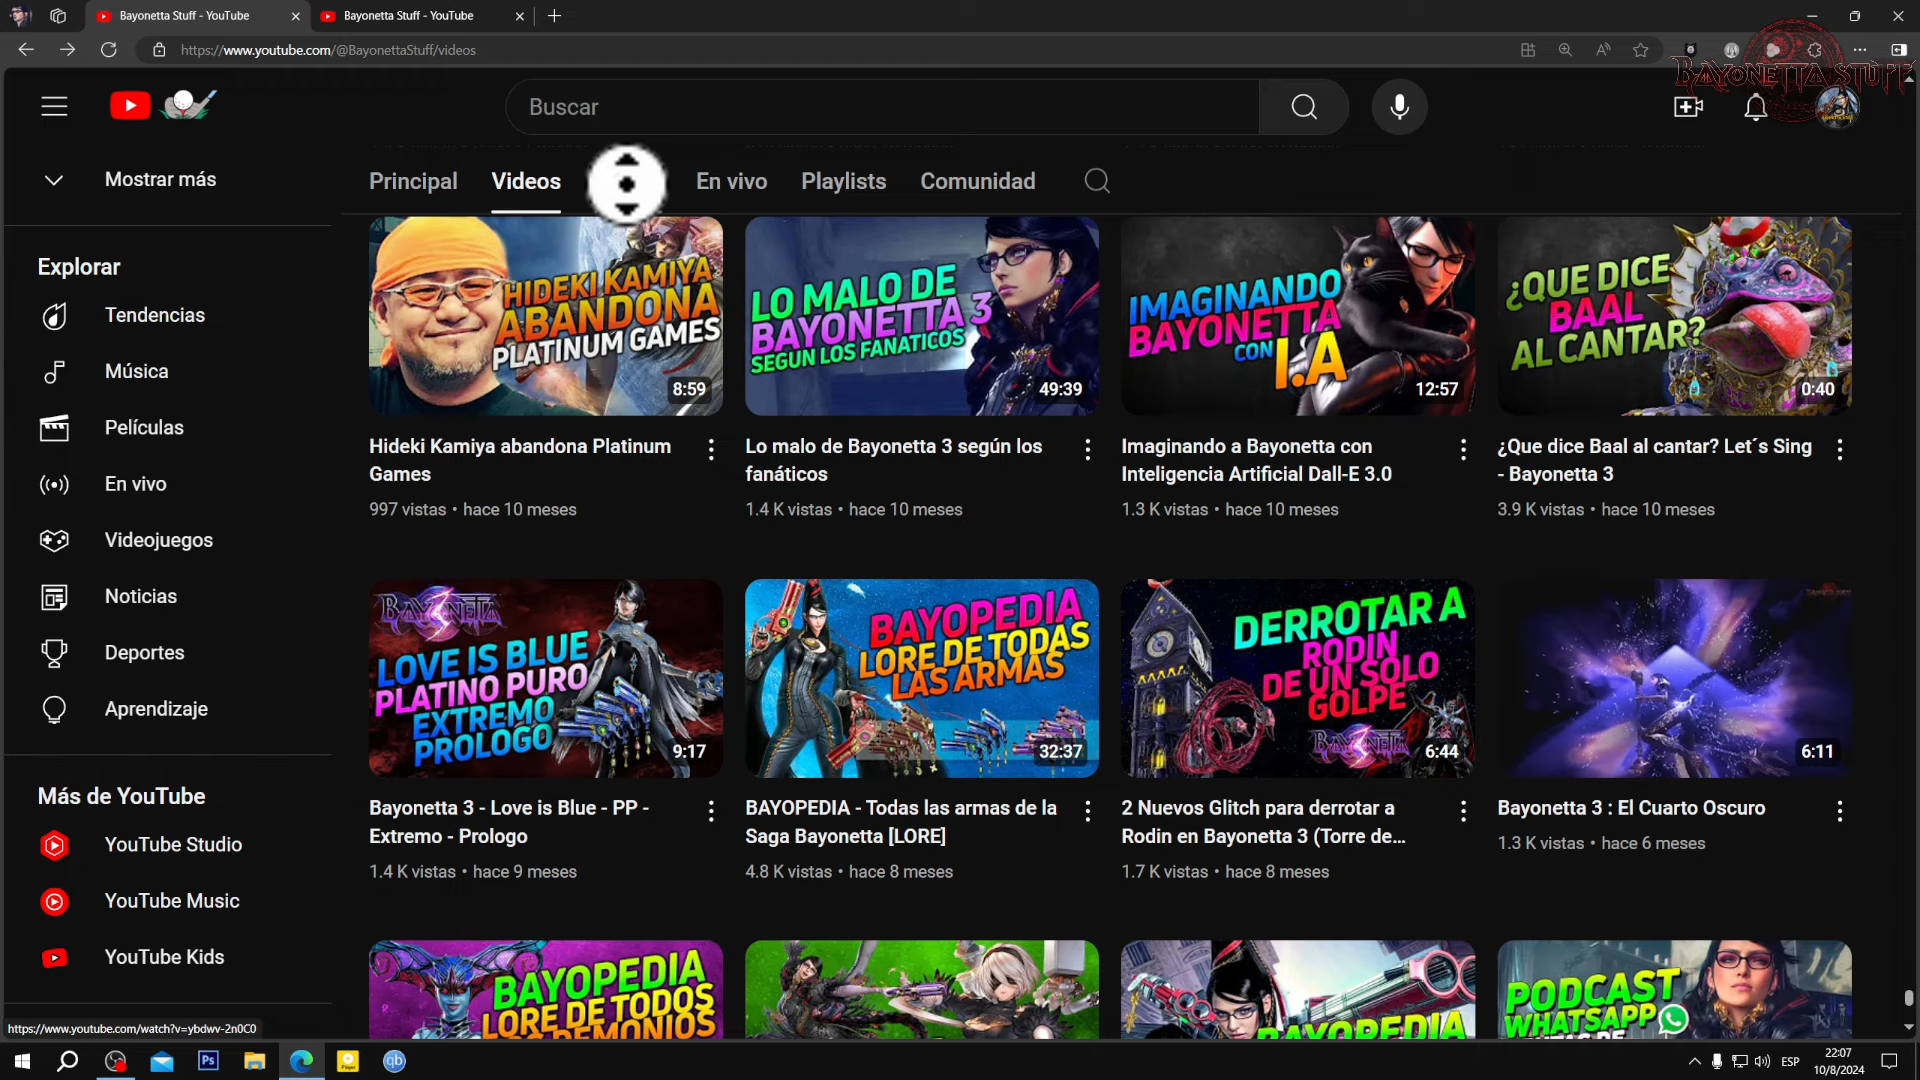 Bayonetta Stuff - YouTube
Bayonetta Stuff - YouTube
https://www.youtube.com/@BayonettaStuff/videos
BAYONETTA STUFF
Buscar
Mostrar más
Principal
Videos
En vivo
Playlists
Comunidad
Explorar
Tendencias
Música
Películas
En vivo
Videojuegos
Noticias
Deportes
Aprendizaje
Más de YouTube
YouTube Studio
YouTube Music
YouTube Kids
HIDEKI KAMIYA
ABANDONA
PLATINUM GAMES
8:59
Hideki Kamiya abandona Platinum
Games
997 vistas • hace 10 meses
LO MALO DE
BAYONETTA 3
SEGUN LOS FANATICOS
49:39
Lo malo de Bayonetta 3 según los
fanáticos
1.4 K vistas • hace 10 meses
IMAGINANDO
BAYONETTA
CON I.A
12:57
Imaginando a Bayonetta con
Inteligencia Artificial Dall-E 3.0
1.3 K vistas • hace 10 meses
¿QUE DICE
BAAL
AL CANTAR?
0:40
¿Que dice Baal al cantar? Let´s Sing
- Bayonetta 3
3.9 K vistas • hace 10 meses
BAYONETTA
LOVE IS BLUE
PLATINO PURO
EXTREMO
PROLOGO
9:17
Bayonetta 3 - Love is Blue - PP -
Extremo - Prologo
1.4 K vistas • hace 9 meses
BAYOPEDIA
LORE DE TODAS
LAS ARMAS
32:37
BAYOPEDIA - Todas las armas de la
Saga Bayonetta [LORE]
4.8 K vistas • hace 8 meses
DERROTAR A
RODIN
DE UN SOLO
GOLPE
BAYONETTA
6:44
2 Nuevos Glitch para derrotar a
Rodin en Bayonetta 3 (Torre de...
1.7 K vistas • hace 8 meses
6:11
Bayonetta 3 : El Cuarto Oscuro
1.3 K vistas • hace 6 meses
BAYOPEDIA
LORE DE TODOS
LOS DEMONIOS
BAYOPEDIA
PODCAST
WHATSAPP
https://www.youtube.com/watch?v=ybdwv-2n0C0
Ps
Player
qb
ESP
22:07
10/8/2024